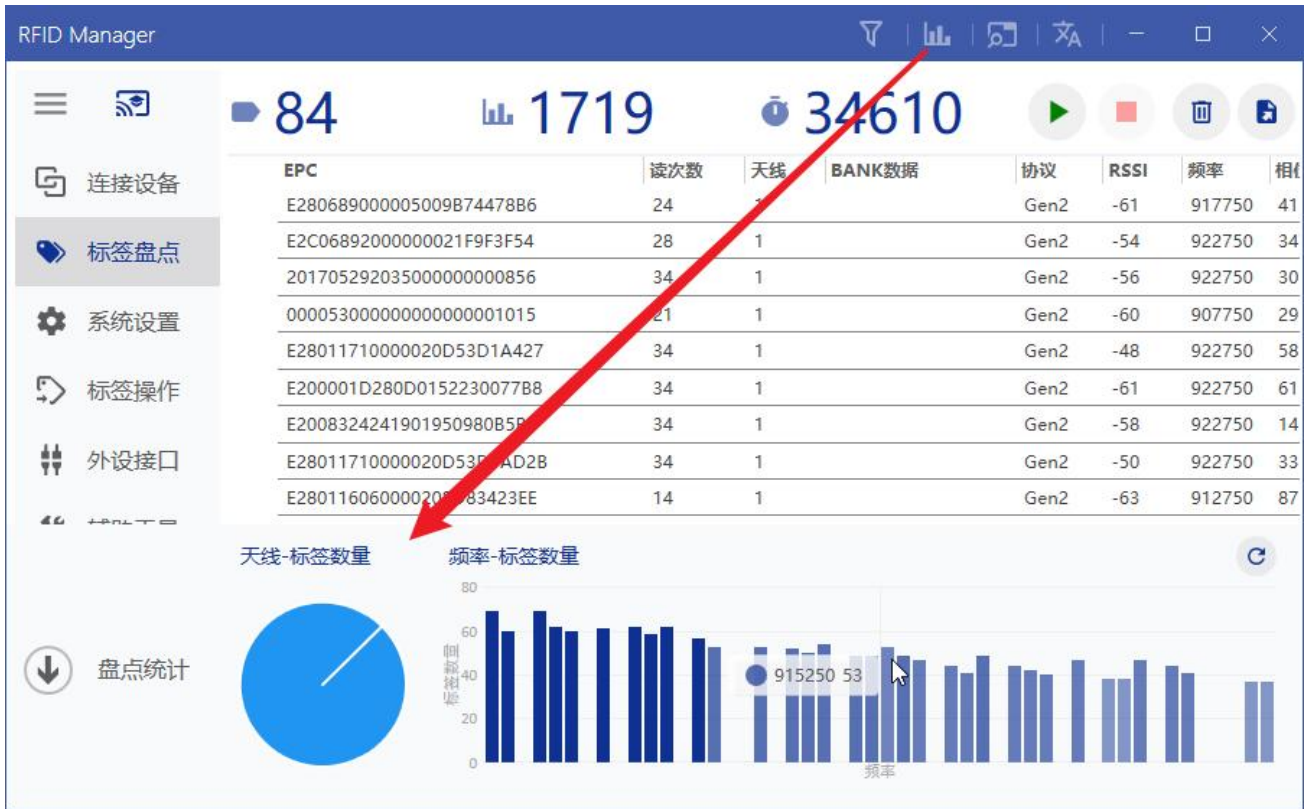 RFID Manager
84 1719 34610
连接设备
标签盘点
系统设置
标签操作
外设接口
EPC 读次数 天线 BANK数据 协议 RSSI 频率
E280689000005009B74478B6 24 Gen2 -61 917750 41
E2C06892000000021F9F3F54 28 1 Gen2 -54 922750 34
201705292035000000000856 34 1 Gen2 -56 922750 30
000053000000000000001015 21 1 Gen2 -60 907750 29
E28011710000020D53D1A427 34 1 Gen2 -48 922750 58
E200001D280D0152230077B8 34 1 Gen2 -61 922750 61
34 1 Gen2 -58 922750 14
34 1 Gen2 -50 922750 33
14 1 Gen2 -63 912750 87
盘点统计
天线-标签数量
频率-标签数量
80
60
40
20
0
标签数量
915250 53
频率